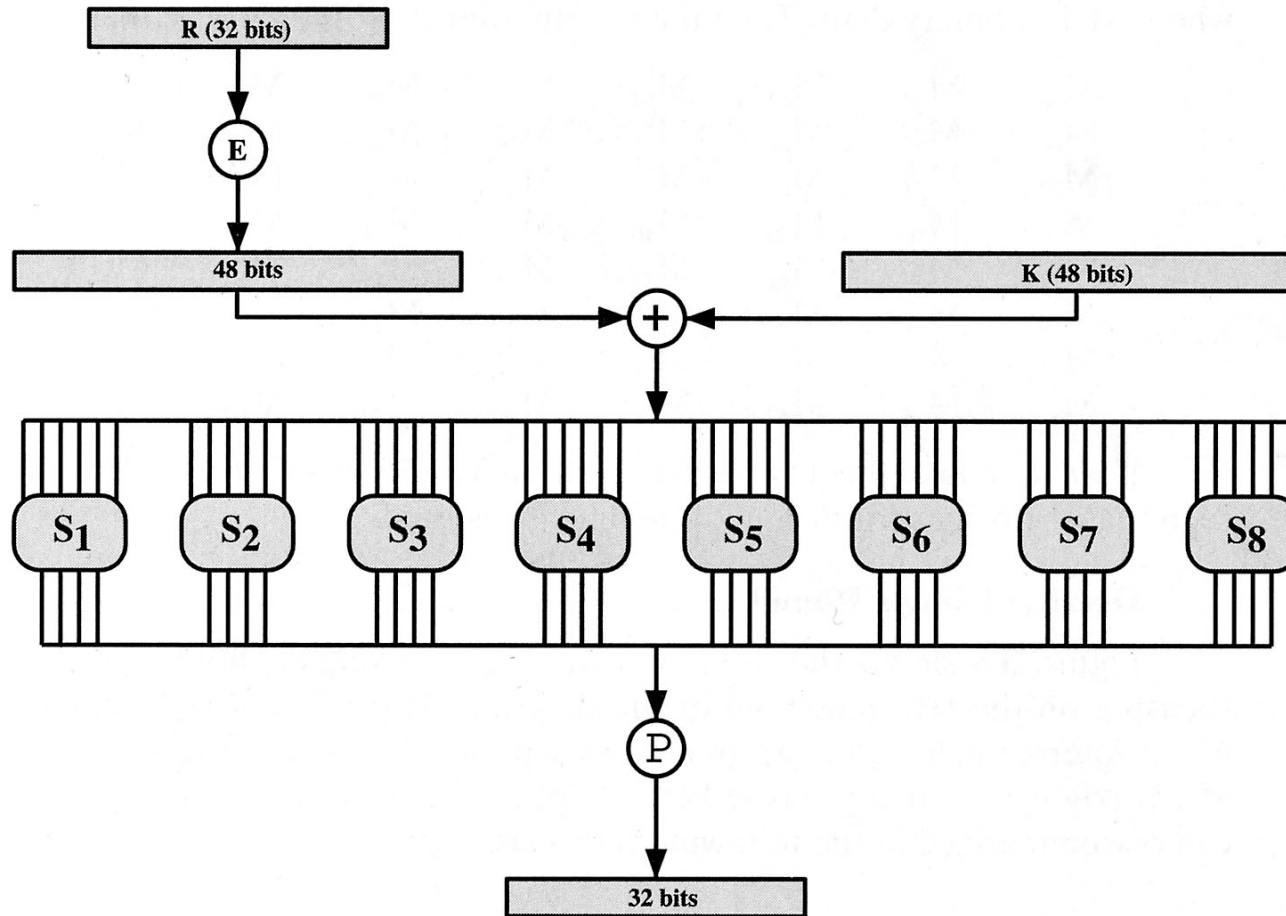 R (32 bits)
E
48 bits
K (48 bits)
+
S1 S2 S3 S4 S5 S6 S7 S8
P
32 bits